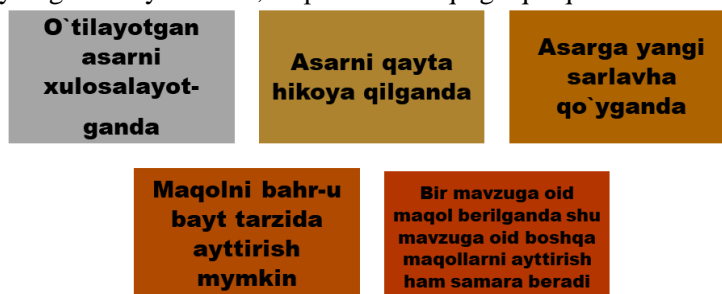 O`tilayotgan
asarni
xulosalayot-
ganda
Asarni qayta
hikoya qilganda
Asarga yangi
sarlavha
qo`yganda
Maqolni bahr-u
bayt tarzida
ayttirish
mymkin
Bir mavzuga oid
maqol berilganda shu
mavzuga oid boshqa
maqollarni ayttirish
ham samara beradi